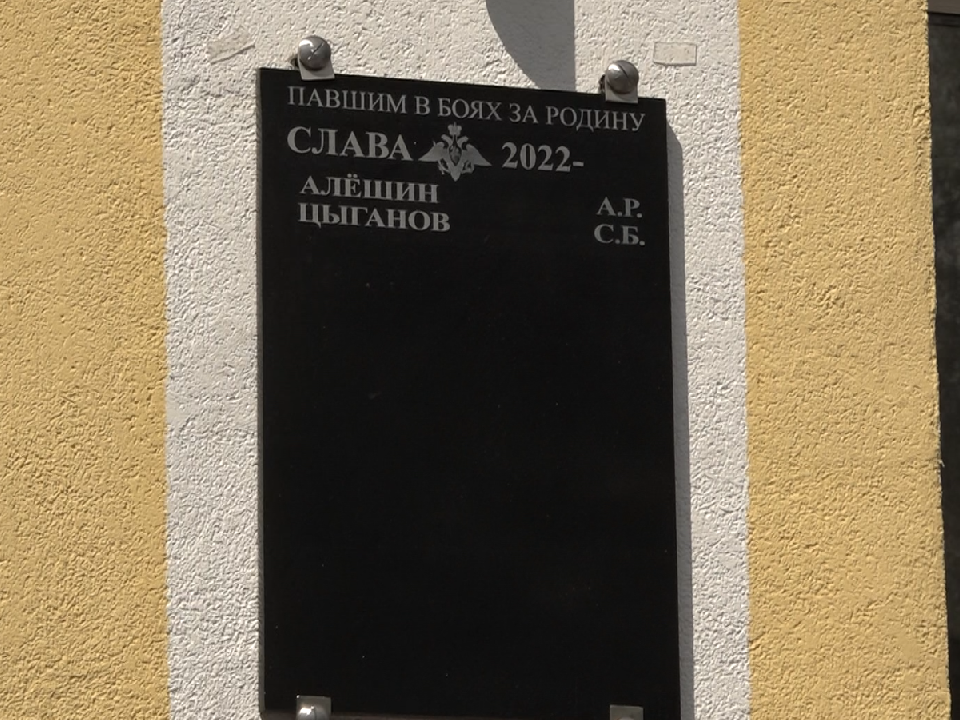 ПАВШИМ В БОЯХ ЗА РОДИНУ
СЛАВА 2022-
АЛЁШИН А.Р.
ЦЫГАНОВ С.Б.